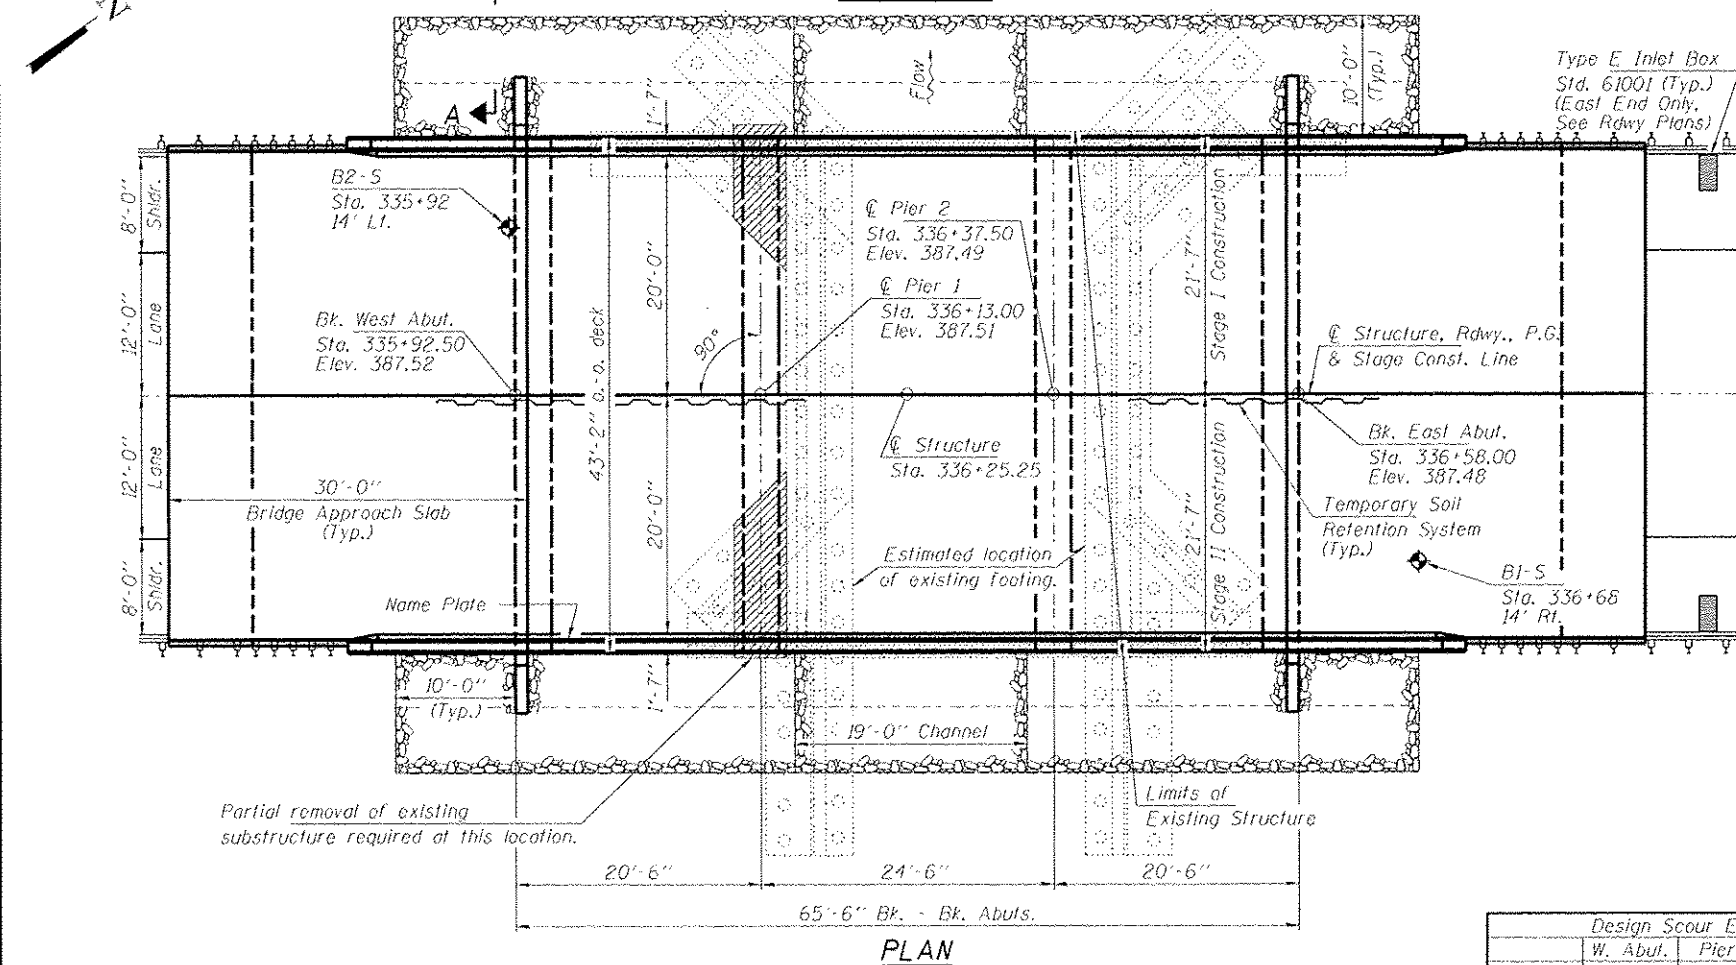 Z
A
Flow
10'-0"
(Typ.)
Type E Inlet Box
Std. 610001 (Typ.)
(East End Only,
See Rdwy Plans)
1'-7"
8'-0"
Shldr.
12'-0"
Lane
12'-0"
Lane
8'-0"
Shldr.
B2-S
Sta. 335+92
14' Lt.
Bk. West Abut.
Sta. 335+92.50
Elev. 387.52
30'-0"
Bridge Approach Slab
(Typ.)
Name Plate
43'-2" o.-o. deck
20'-0"
20'-0"
90°
℄ Pier 2
Sta. 336+37.50
Elev. 387.49
℄ Pier 1
Sta. 336+13.00
Elev. 387.51
℄ Structure
Sta. 336+25.25
Estimated location
of existing footing.
21'-7"
Stage I Construction
21'-7"
Stage II Construction
℄ Structure, Rdwy., P.G.
& Stage Const. Line
Bk. East Abut.
Sta. 336+58.00
Elev. 387.48
Temporary Soil
Retention System
(Typ.)
B1-S
Sta. 336+68
14' Rt.
10'-0"
(Typ.)
1'-7"
19'-0" Channel
Limits of
Existing Structure
Partial removal of existing
substructure required at this location.
20'-6"
24'-6"
20'-6"
65'-6" Bk. - Bk. Abuts.
PLAN
Design Scour E
W. Abut.
Pier